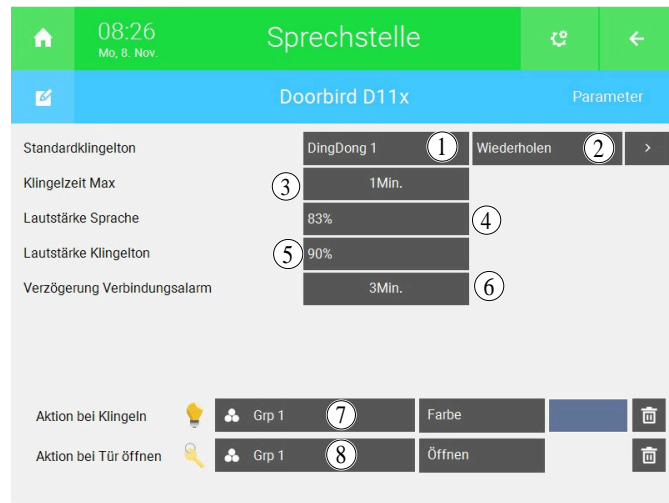 08:26 Sprechstelle
Mo, 8. Nov.
Doorbird D11x Parameter
Standardklingelton DingDong 1 1 Wiederholen 2 >
Klingelzeit Max 3 1Min.
Lautstärke Sprache 83% 4
Lautstärke Klingelton 5 90%
Verzögerung Verbindungsalarm 3Min. 6
Aktion bei Klingeln Grp 1 7 Farbe
Aktion bei Tür öffnen Grp 1 8 Öffnen